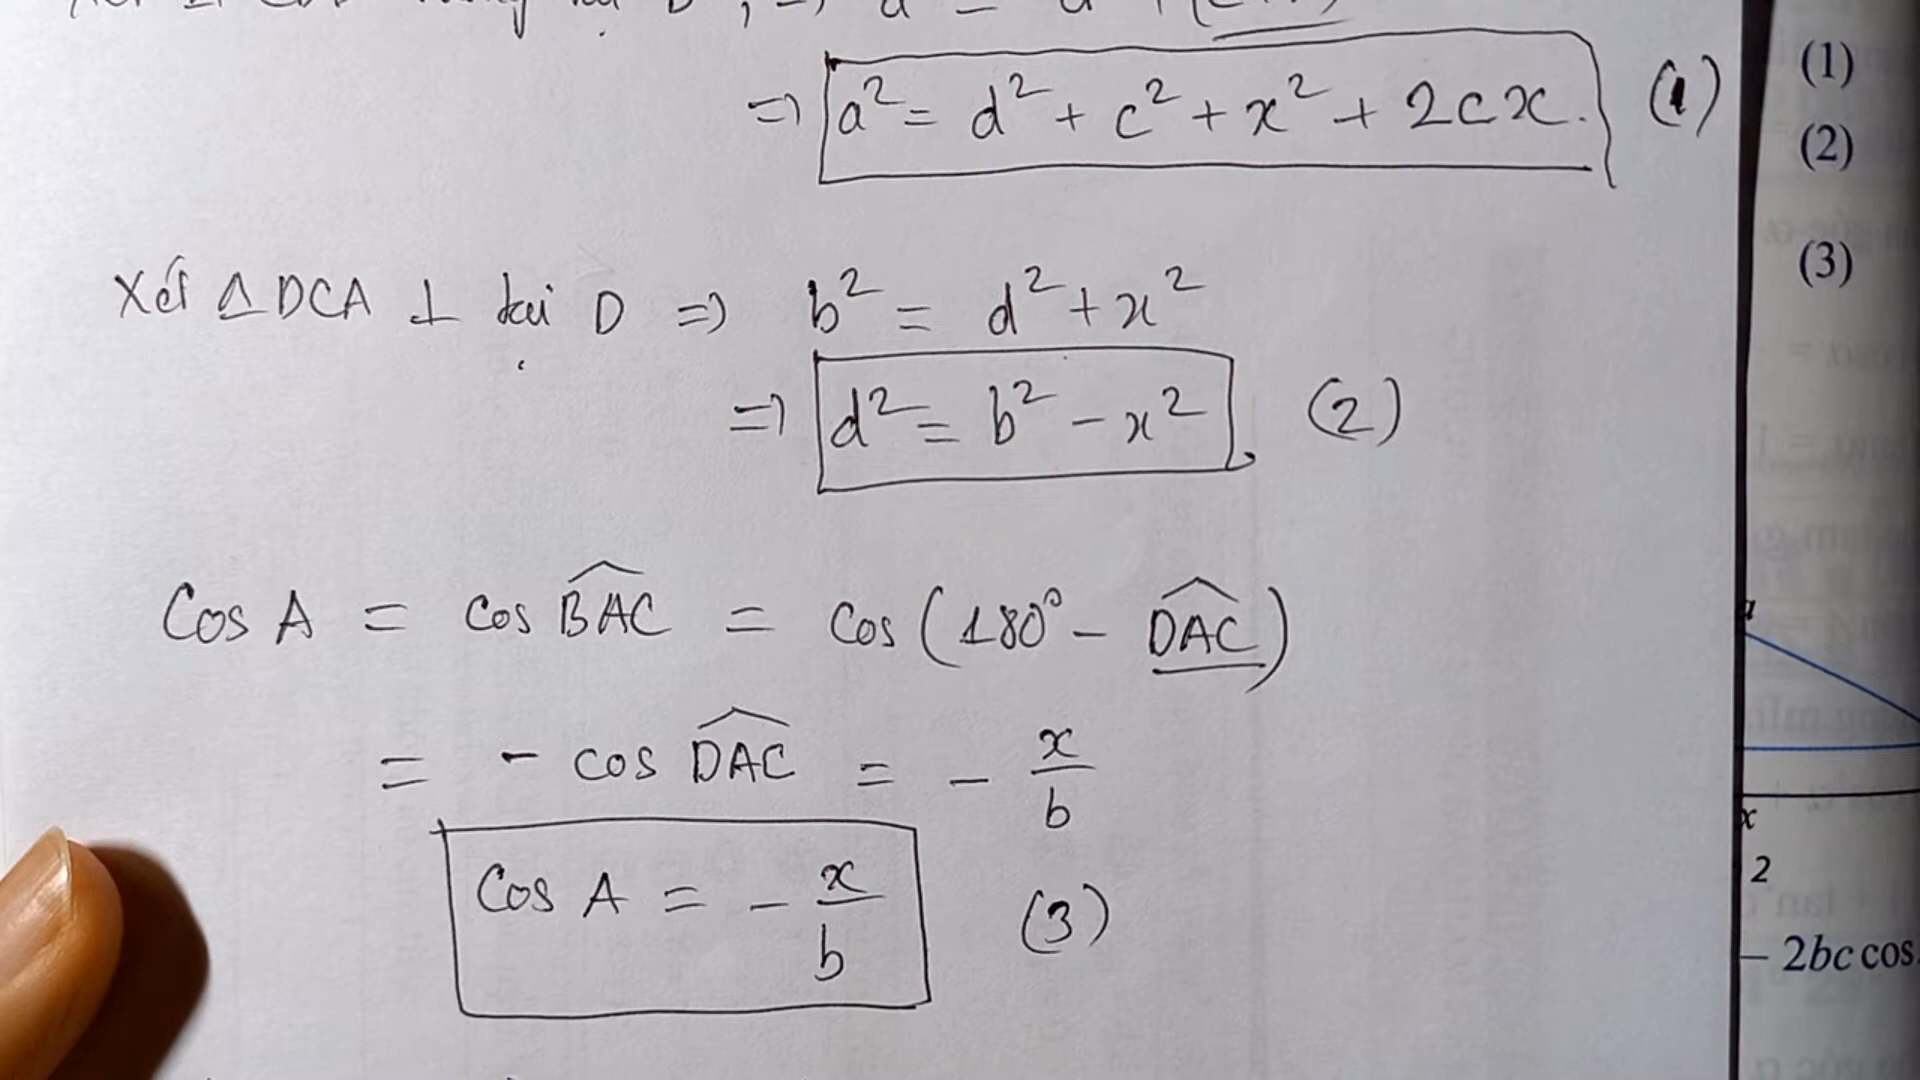 => a² = d² + c² + x² + 2cx. (1)
Xét △DCA ⊥ tại D => b² = d² + x²
=> d² = b² - x². (2)
Cos A = cos BAC = cos (180° - DAC)
= - cos DAC = - x/b
Cos A = - x/b (3)
(1)
(2)
(3)
x
2
- 2bc cos